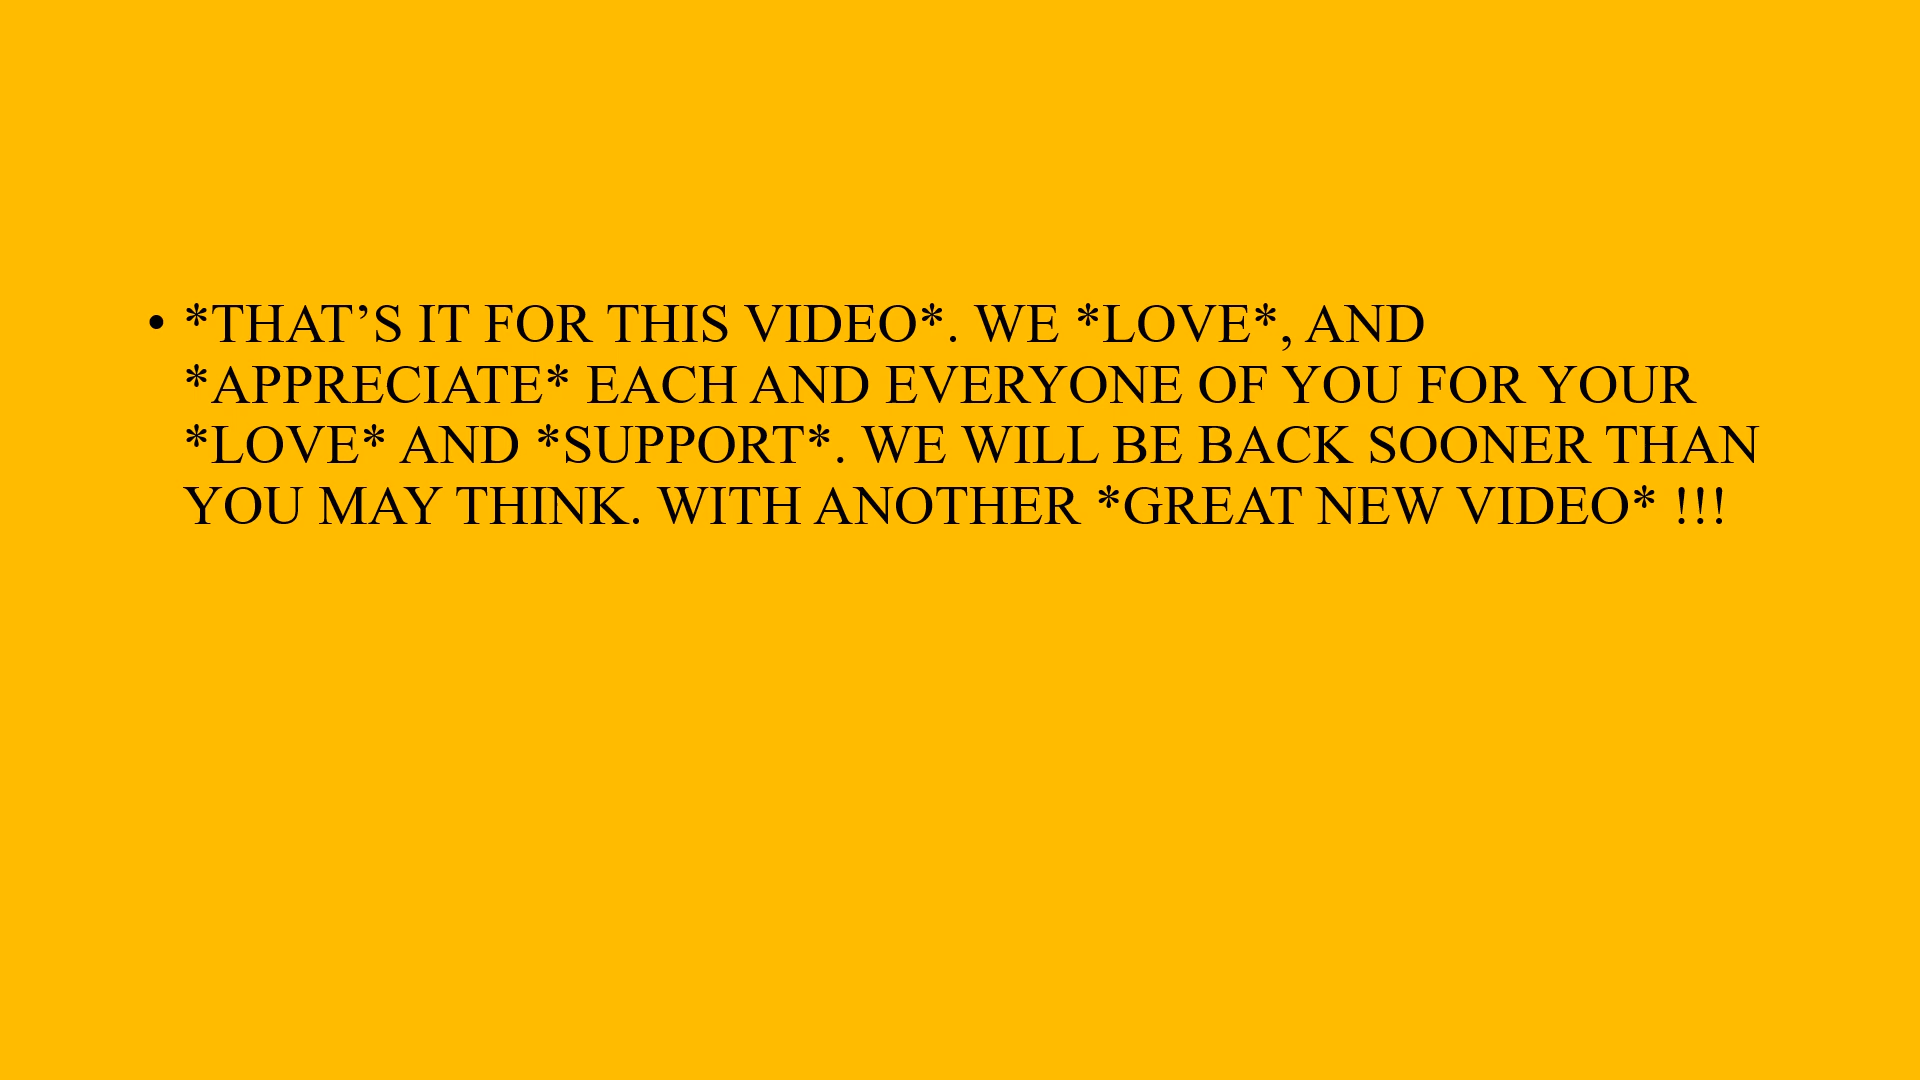 • *THAT’S IT FOR THIS VIDEO*. WE *LOVE*, AND
*APPRECIATE* EACH AND EVERYONE OF YOU FOR YOUR
*LOVE* AND *SUPPORT*. WE WILL BE BACK SOONER THAN
YOU MAY THINK. WITH ANOTHER *GREAT NEW VIDEO* !!!